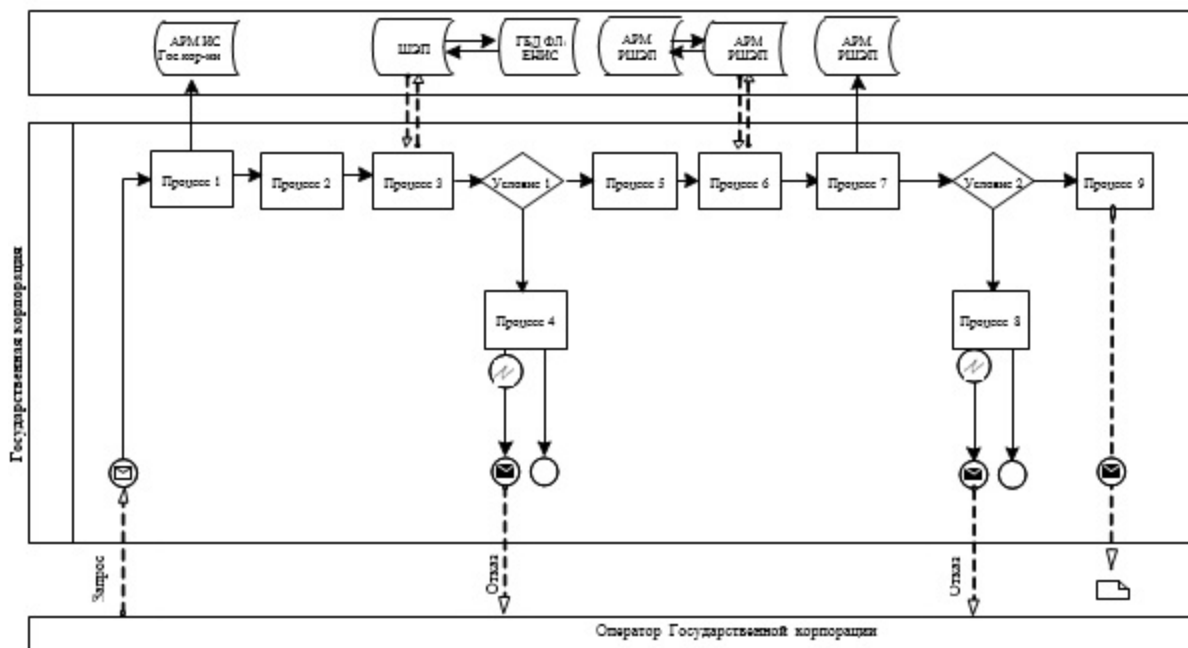 АРМ ИС
Гос.кор-ии
ШЭП
ГБД ФЛ,
ЕНИС
АРМ
РШЭП
АРМ
РШЭП
АРМ
РШЭП
Процесс 1
Процесс 2
Процесс 3
Условие 1
Процесс 5
Процесс 6
Процесс 7
Условие 2
Процесс 9
Процесс 4
Процесс 8
Государственная корпорация
Запрос
Отказ
Отказ
Оператор Государственной корпорации